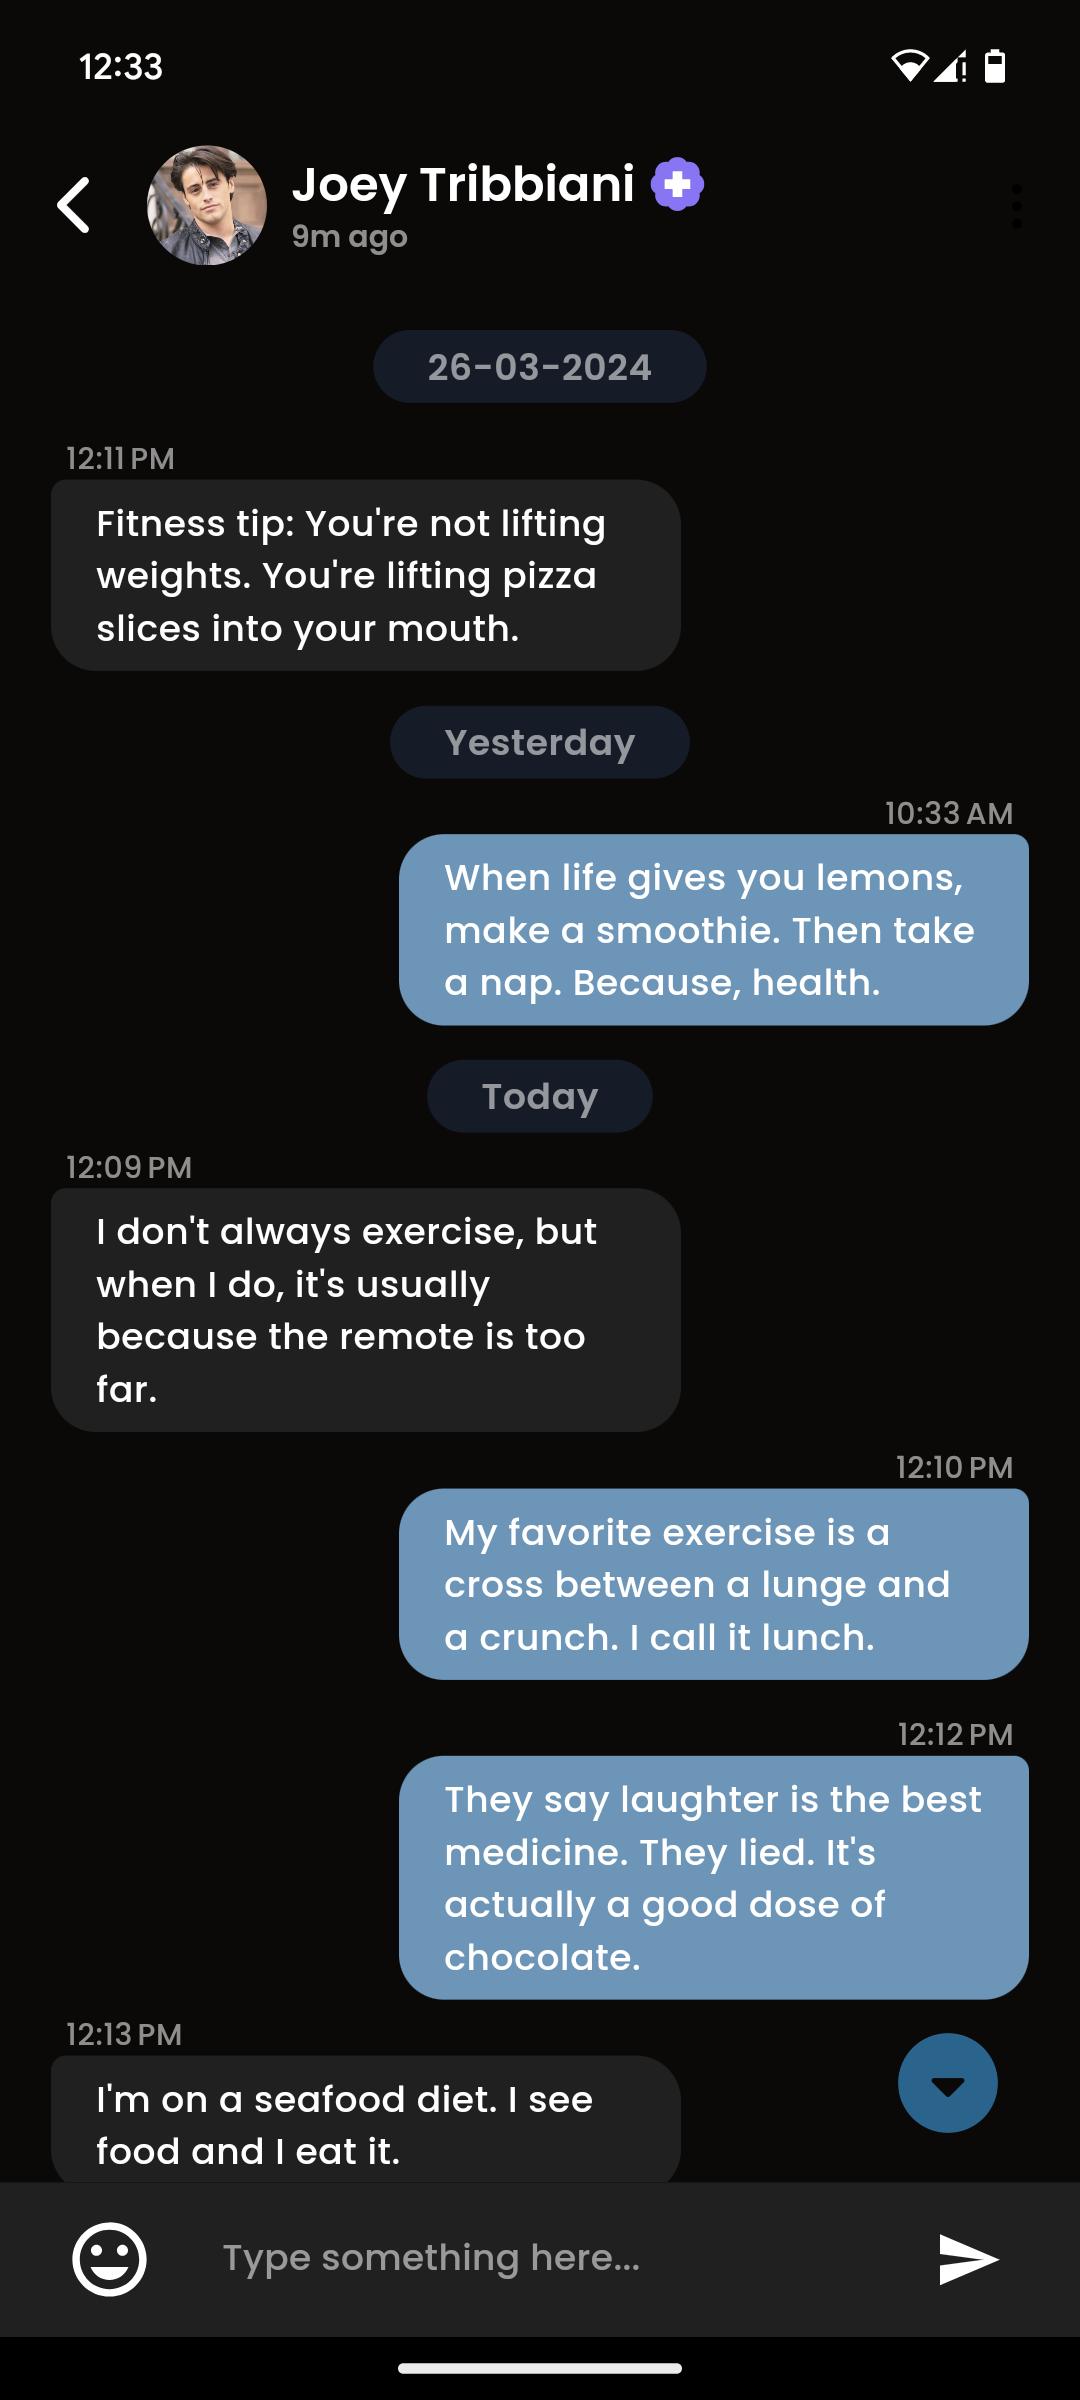 12:33
Joey Tribbiani
9m ago
26-03-2024
12:11 PM
Fitness tip: You're not lifting
weights. You're lifting pizza
slices into your mouth.
Yesterday
10:33 AM
When life gives you lemons,
make a smoothie. Then take
a nap. Because, health.
Today
12:09 PM
I don't always exercise, but
when I do, it's usually
because the remote is too
far.
12:10 PM
My favorite exercise is a
cross between a lunge and
a crunch. I call it lunch.
12:12 PM
They say laughter is the best
medicine. They lied. It's
actually a good dose of
chocolate.
12:13 PM
I'm on a seafood diet. I see
food and I eat it.
Type something here...